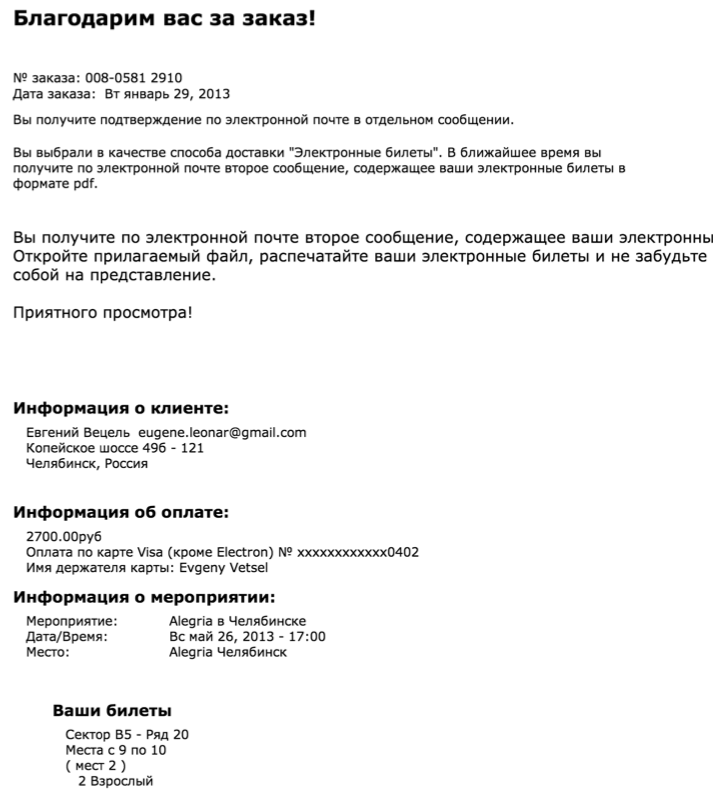 Благодарим вас за заказ!
№ заказа: 008-0581 2910
Дата заказа:  Вт январь 29, 2013
Вы получите подтверждение по электронной почте в отдельном сообщении.
Вы выбрали в качестве способа доставки "Электронные билеты". В ближайшее время вы
получите по электронной почте второе сообщение, содержащее ваши электронные билеты в
формате pdf.
Вы получите по электронной почте второе сообщение, содержащее ваши электронны
Откройте прилагаемый файл, распечатайте ваши электронные билеты и не забудьте
собой на представление.
Приятного просмотра!
Информация о клиенте:
Евгений Вецель  eugene.leonar@gmail.com
Копейское шоссе 49б - 121
Челябинск, Россия
Информация об оплате:
2700.00руб
Оплата по карте Visa (кроме Electron) № xxxxxxxxxxxx0402
Имя держателя карты: Evgeny Vetsel
Информация о мероприятии:
Мероприятие: Alegria в Челябинске
Дата/Время: Вс май 26, 2013 - 17:00
Место: Alegria Челябинск
Ваши билеты
Сектор B5 - Ряд 20
Места с 9 по 10
( мест 2 )
2 Взрослый